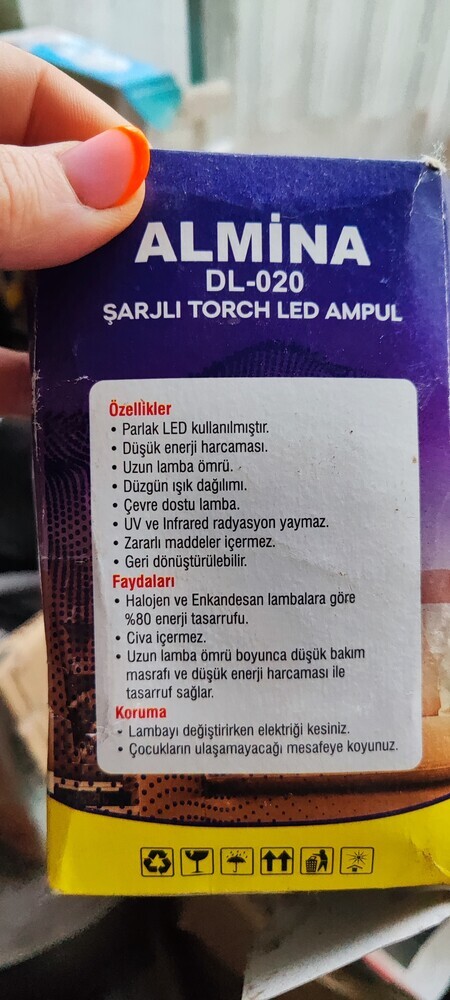 ALMİNA
DL-020
ŞARJLI TORCH LED AMPUL
Özellikler
• Parlak LED kullanılmıştır.
• Düşük enerji harcaması.
• Uzun lamba ömrü.
• Düzgün ışık dağılımı.
• Çevre dostu lamba.
• UV ve Infrared radyasyon yaymaz.
• Zararlı maddeler içermez.
• Geri dönüştürülebilir.
Faydaları
• Halojen ve Enkandesan lambalara göre
%80 enerji tasarrufu.
• Civa içermez.
• Uzun lamba ömrü boyunca düşük bakım
masrafı ve düşük enerji harcaması ile
tasarruf sağlar.
Koruma
• Lambayı değiştirirken elektriği kesiniz.
• Çocukların ulaşamayacağı mesafeye koyunuz.